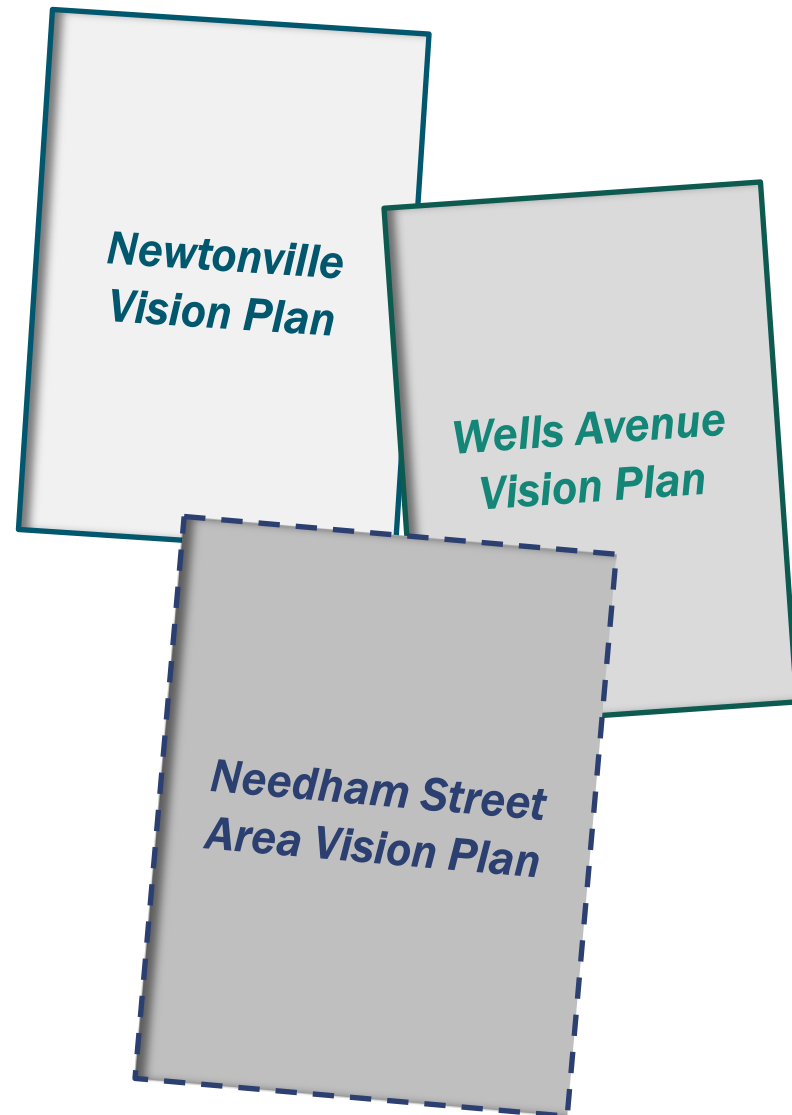 Newtonville
Vision Plan
Wells Avenue
Vision Plan
Needham Street
Area Vision Plan